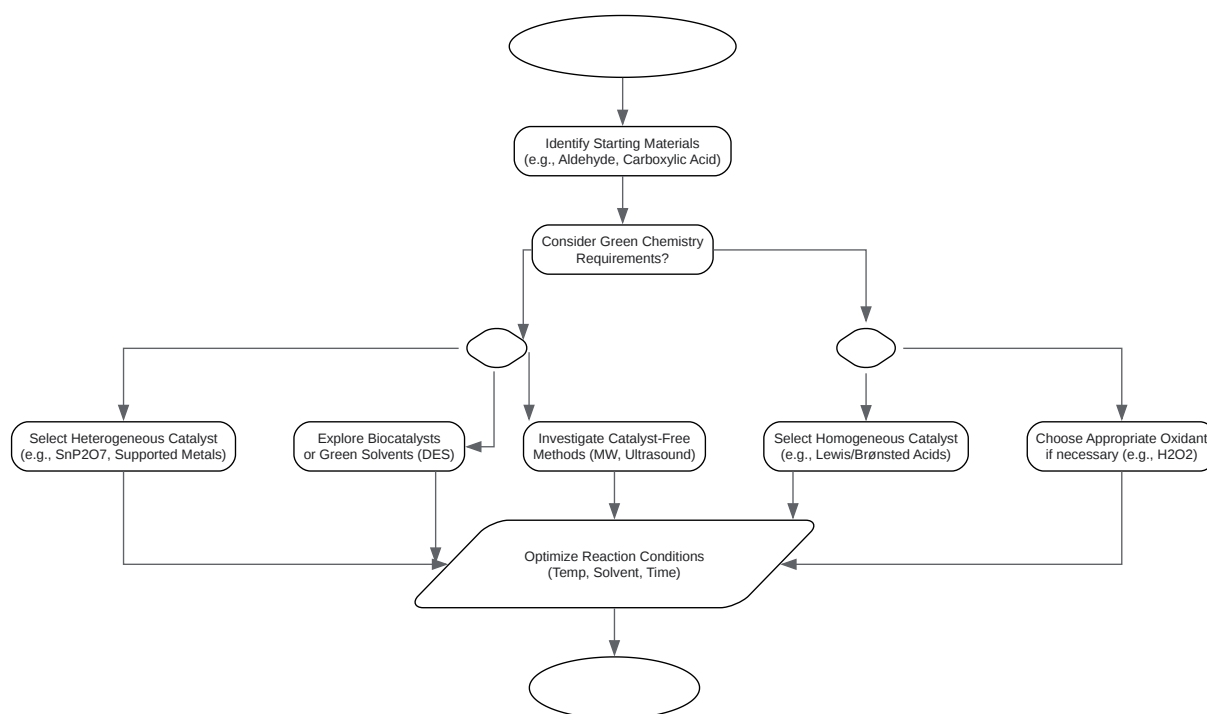 Identify Starting Materials
(e.g., Aldehyde, Carboxylic Acid)
Consider Green Chemistry
Requirements?
Select Heterogeneous Catalyst
(e.g., SnP2O7, Supported Metals)
Explore Biocatalysts
or Green Solvents (DES)
Investigate Catalyst-Free
Methods (MW, Ultrasound)
Select Homogeneous Catalyst
(e.g., Lewis/Brønsted Acids)
Choose Appropriate Oxidant
if necessary (e.g., H2O2)
Optimize Reaction Conditions
(Temp, Solvent, Time)